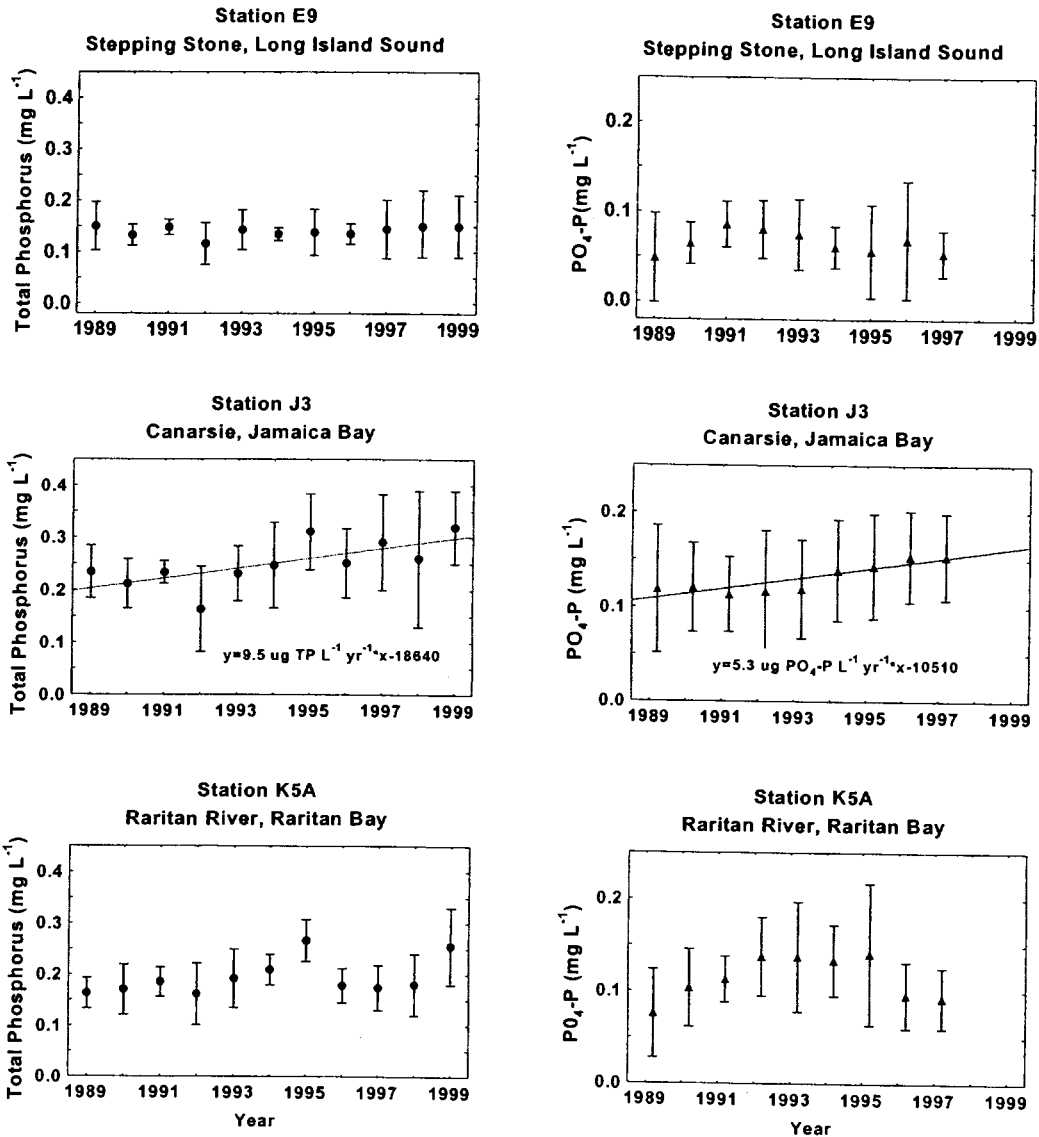 Station E9
Stepping Stone, Long Island Sound
Total Phosphorus (mg L⁻¹)
0.4
0.3
0.2
0.1
0.0
1989 1991 1993 1995 1997 1999
Station E9
Stepping Stone, Long Island Sound
PO₄-P(mg L⁻¹)
0.2
0.1
0.0
1989 1991 1993 1995 1997 1999
Station J3
Canarsie, Jamaica Bay
Total Phosphorus (mg L⁻¹)
0.4
0.3
0.2
0.1
0.0
y=9.5 ug TP L⁻¹ yr⁻¹*x-18640
1989 1991 1993 1995 1997 1999
Station J3
Canarsie, Jamaica Bay
PO₄-P (mg L⁻¹)
0.2
0.1
0.0
y=5.3 ug PO₄-P L⁻¹ yr⁻¹*x-10510
1989 1991 1993 1995 1997 1999
Station K5A
Raritan River, Raritan Bay
Total Phosphorus (mg L⁻¹)
0.4
0.3
0.2
0.1
0.0
1989 1991 1993 1995 1997 1999
Year
Station K5A
Raritan River, Raritan Bay
P0₄-P (mg L⁻¹)
0.2
0.1
0.0
1989 1991 1993 1995 1997 1999
Year